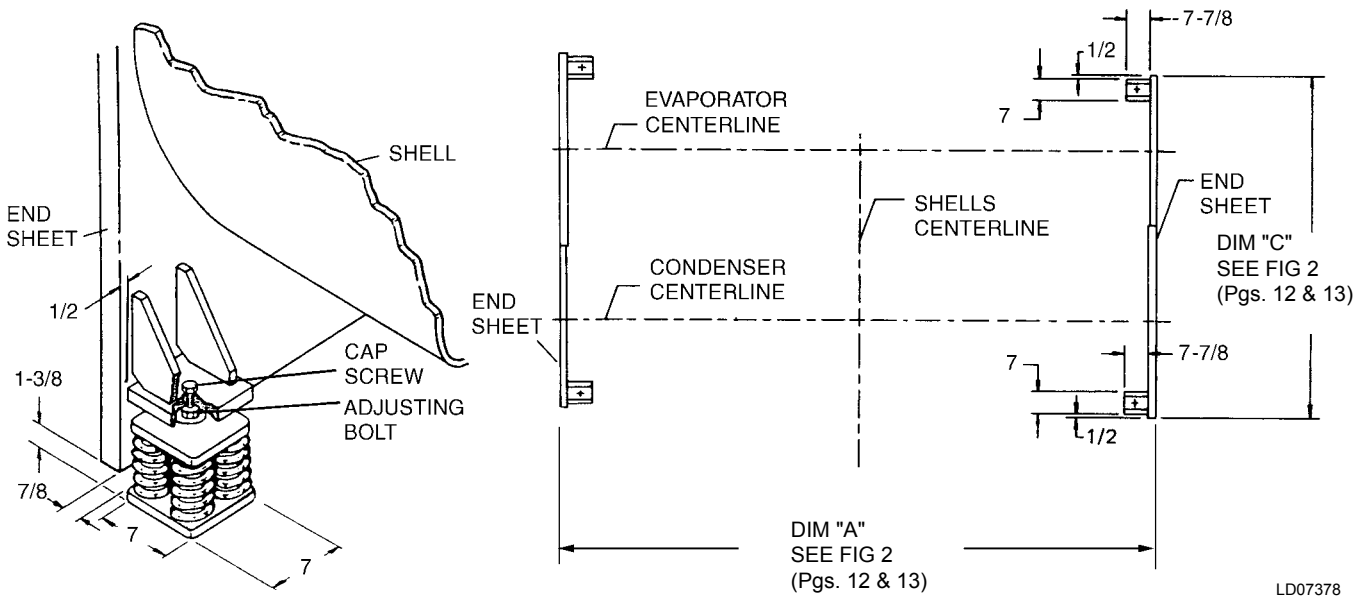 END
SHEET
SHELL
1/2
1-3/8
7/8
7
7
CAP
SCREW
ADJUSTING
BOLT
EVAPORATOR
CENTERLINE
SHELLS
CENTERLINE
CONDENSER
CENTERLINE
END
SHEET
7-7/8
1/2
7
END
SHEET
DIM "C"
SEE FIG 2
(Pgs. 12 & 13)
7
7-7/8
1/2
DIM "A"
SEE FIG 2
(Pgs. 12 & 13)
LD07378